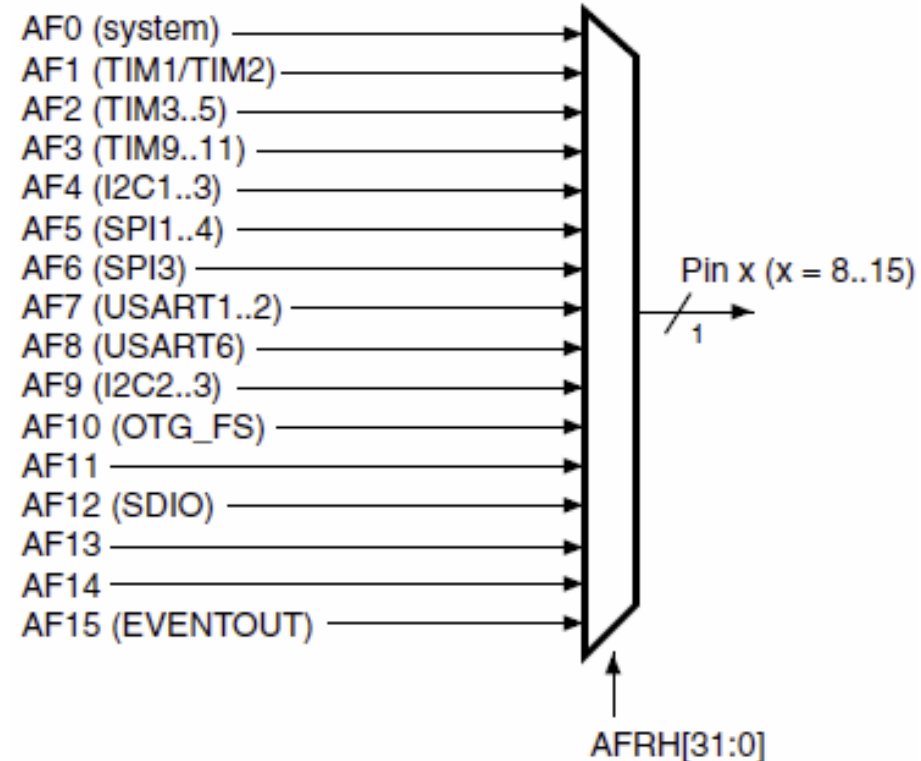 AF0 (system)
AF1 (TIM1/TIM2)
AF2 (TIM3..5)
AF3 (TIM9..11)
AF4 (I2C1..3)
AF5 (SPI1..4)
AF6 (SPI3)
AF7 (USART1..2)
AF8 (USART6)
AF9 (I2C2..3)
AF10 (OTG_FS)
AF11
AF12 (SDIO)
AF13
AF14
AF15 (EVENTOUT)
Pin x (x = 8..15)
1
AFRH[31:0]